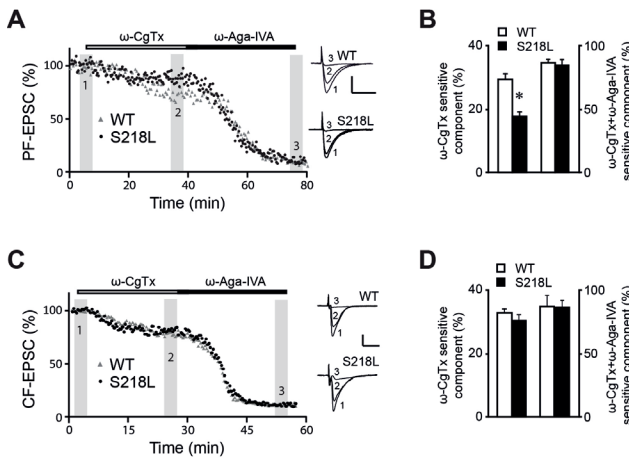 A
ω-CgTx
ω-Aga-IVA
PF-EPSC (%)
100
50
0
1
2
3
WT
S218L
0
20
40
60
80
Time (min)
3
WT
2
1
S218L
3
2
1
B
WT
S218L
ω-CgTx sensitive
component (%)
40
20
0
*
100
50
0
ω-CgTx+ω-Aga-IVA
sensitive component (%)
C
ω-CgTx
ω-Aga-IVA
CF-EPSC (%)
100
50
0
1
2
3
WT
S218L
0
15
30
45
60
Time (min)
3
WT
2
1
S218L
3
2
1
D
WT
S218L
ω-CgTx sensitive
component (%)
40
20
0
100
50
0
ω-CgTx+ω-Aga-IVA
sensitive component (%)